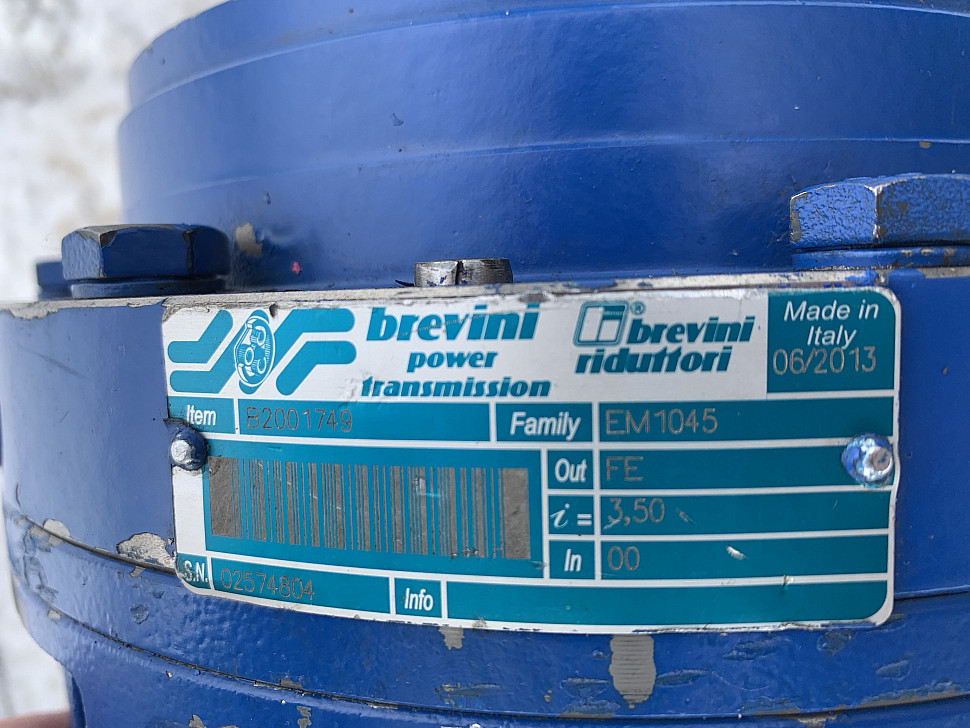 brevini
power
transmission
brevini
riduttori
Made in
Italy
06/2013
Item B2001749 Family EM1045
Out FE
i = 3,50
In 00
S.N. 02574804 Info